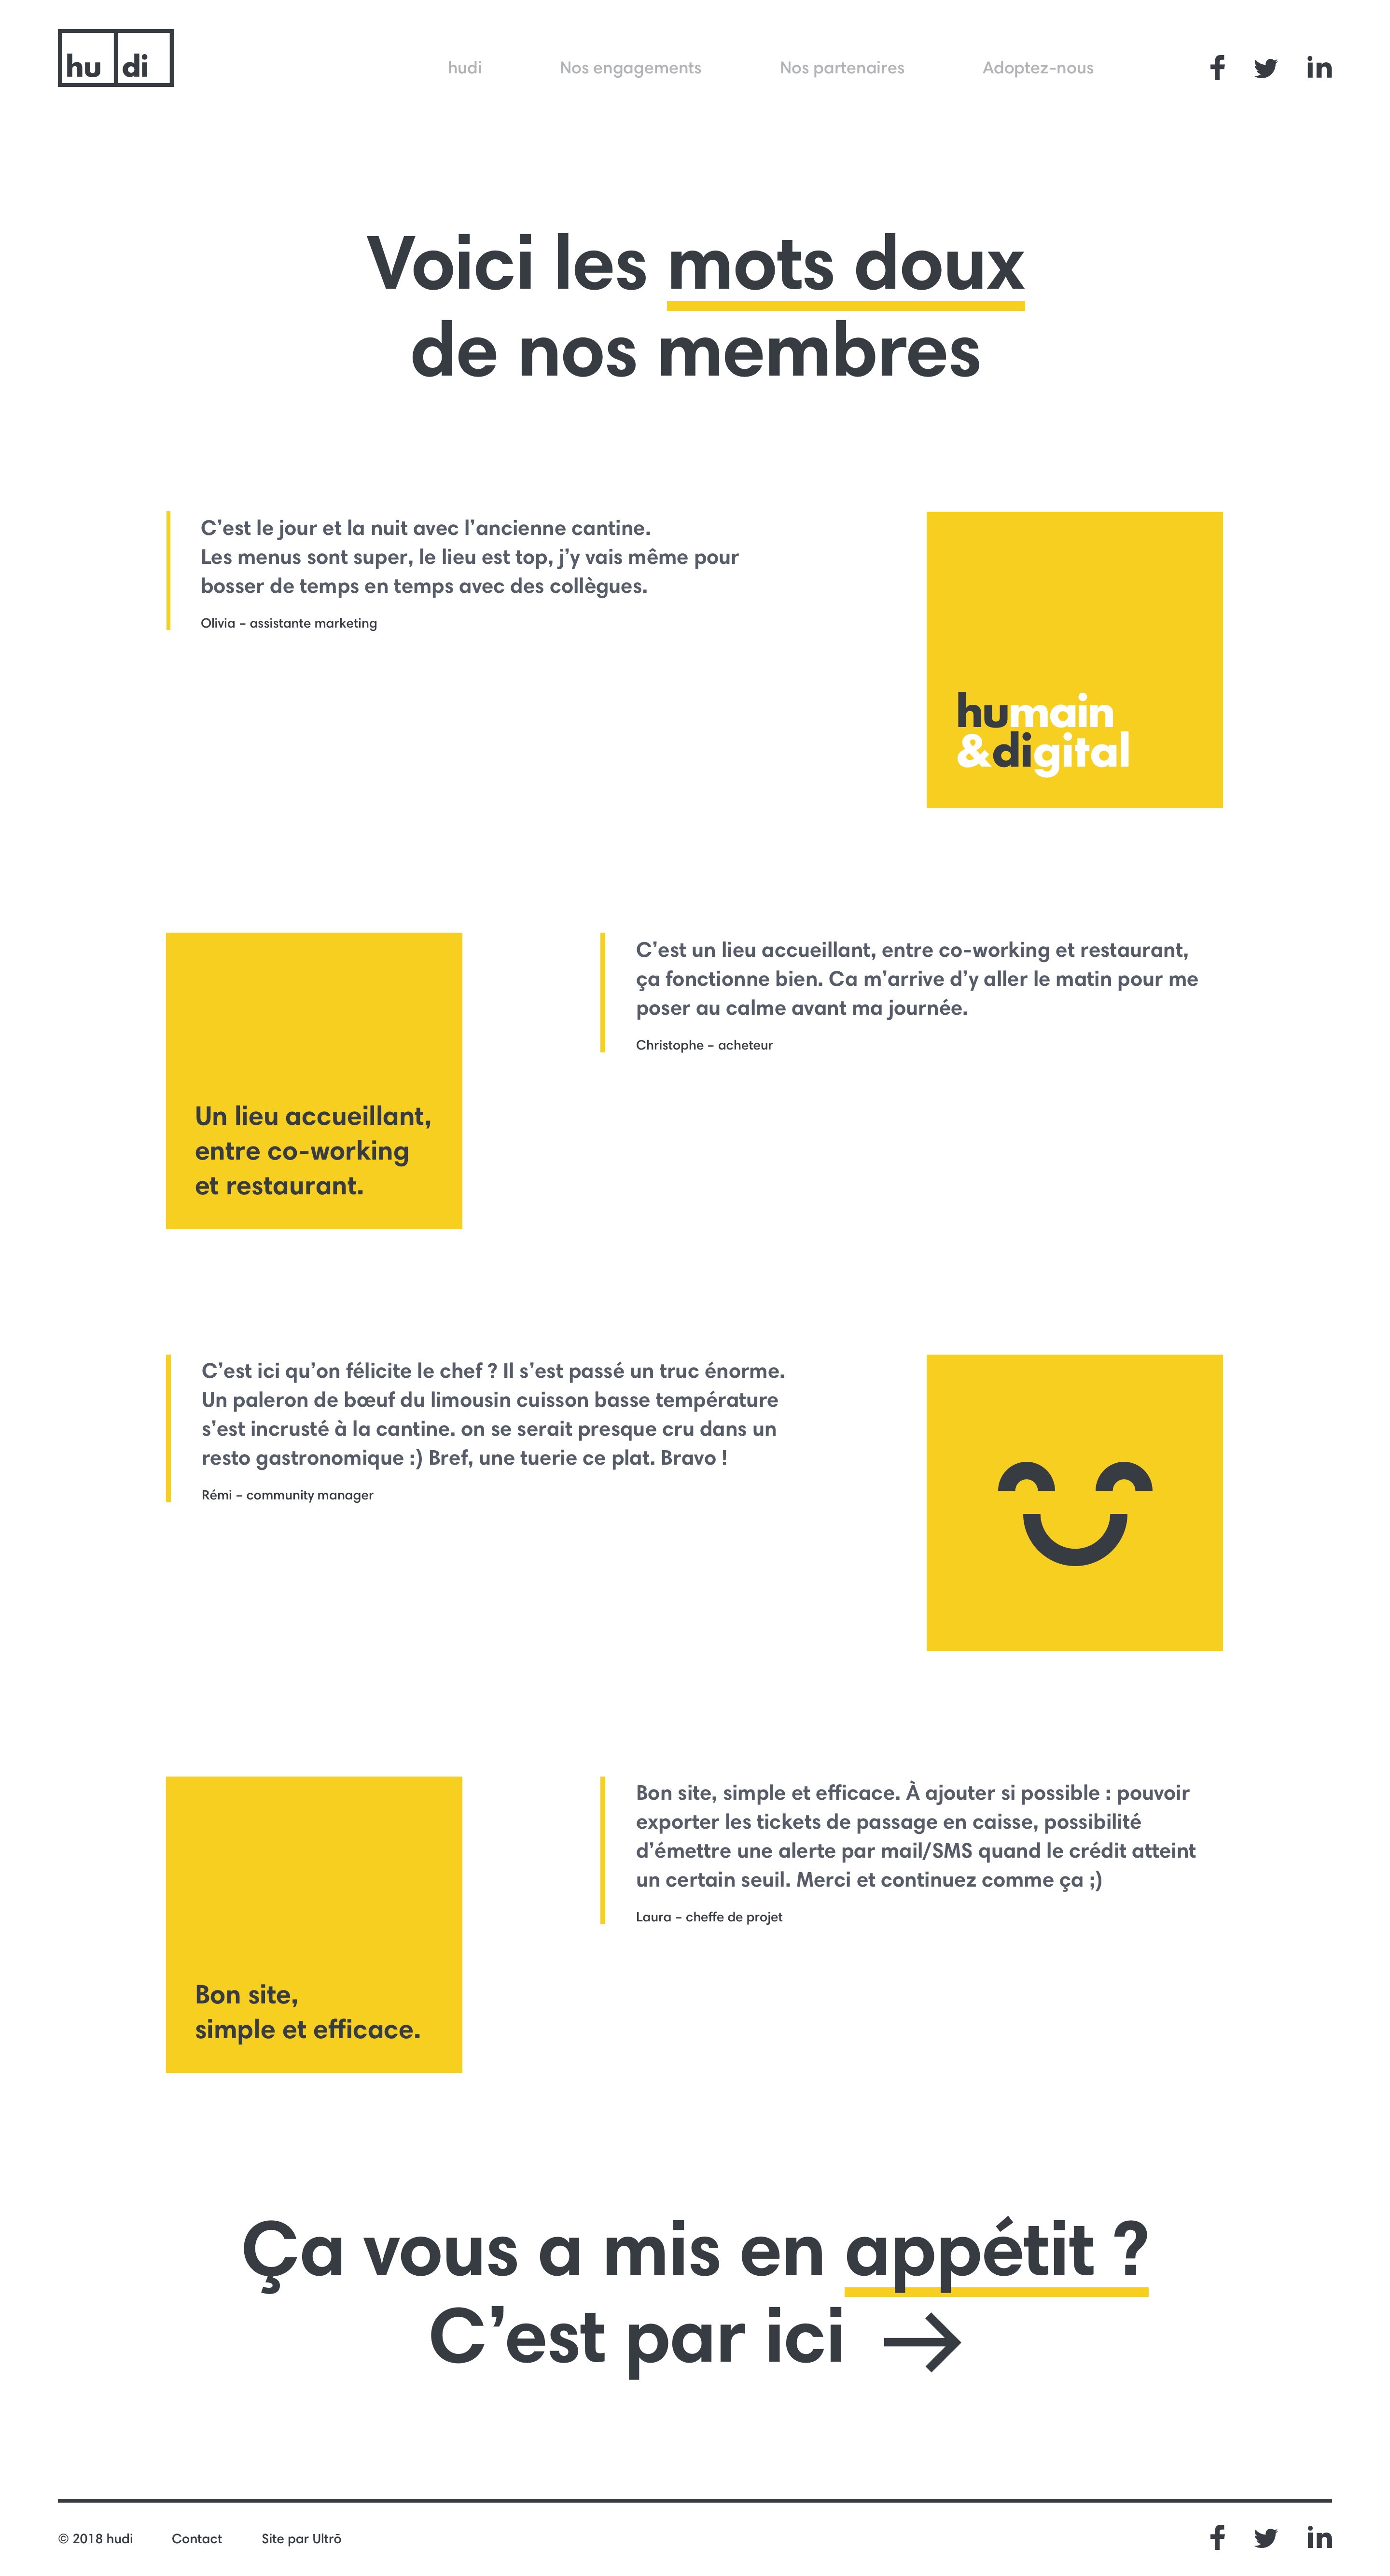 hu di
hudi
Nos engagements
Nos partenaires
Adoptez-nous
Voici les mots doux
de nos membres
C’est le jour et la nuit avec l’ancienne cantine.
Les menus sont super, le lieu est top, j’y vais même pour
bosser de temps en temps avec des collègues.
Olivia – assistante marketing
humain
&digital
Un lieu accueillant,
entre co-working
et restaurant.
C’est un lieu accueillant, entre co-working et restaurant,
ça fonctionne bien. Ca m’arrive d’y aller le matin pour me
poser au calme avant ma journée.
Christophe – acheteur
C’est ici qu’on félicite le chef ? Il s’est passé un truc énorme.
Un paleron de bœuf du limousin cuisson basse température
s’est incrusté à la cantine. on se serait presque cru dans un
resto gastronomique :) Bref, une tuerie ce plat. Bravo !
Rémi – community manager
Bon site,
simple et efficace.
Bon site, simple et efficace. À ajouter si possible : pouvoir
exporter les tickets de passage en caisse, possibilité
d’émettre une alerte par mail/SMS quand le crédit atteint
un certain seuil. Merci et continuez comme ça ;)
Laura – cheffe de projet
Ça vous a mis en appétit ?
C’est par ici →
© 2018 hudi
Contact
Site par Ultrō